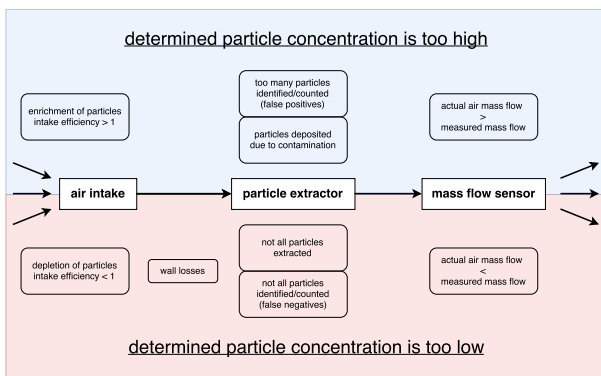 determined particle concentration is too high
enrichment of particles
intake efficiency > 1
too many particles
identified/counted
(false positives)
particles deposited
due to contamination
actual air mass flow
>
measured mass flow
air intake
particle extractor
mass flow sensor
depletion of particles
intake efficiency < 1
wall losses
not all particles
extracted
not all particles
identified/counted
(false negatives)
actual air mass flow
<
measured mass flow
determined particle concentration is too low